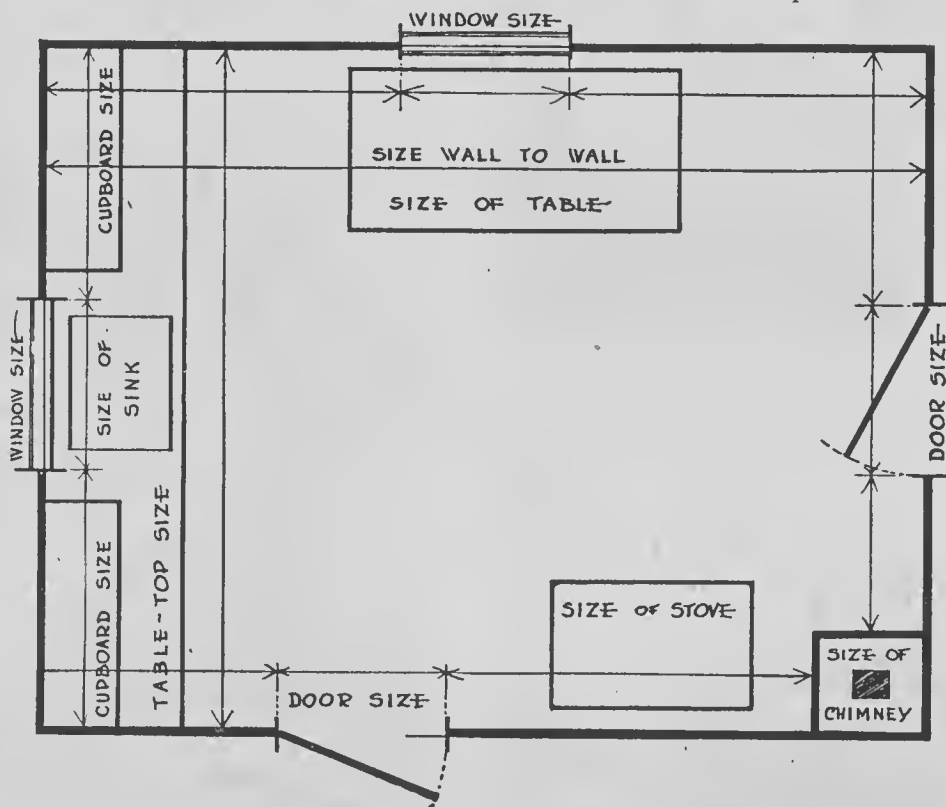 WINDOW SIZE
CUPBOARD SIZE
SIZE WALL TO WALL
SIZE OF TABLE
WINDOW SIZE
SIZE OF
SINK
DOOR SIZE
TABLE-TOP SIZE
CUPBOARD SIZE
SIZE OF STOVE
DOOR SIZE
SIZE OF
CHIMNEY